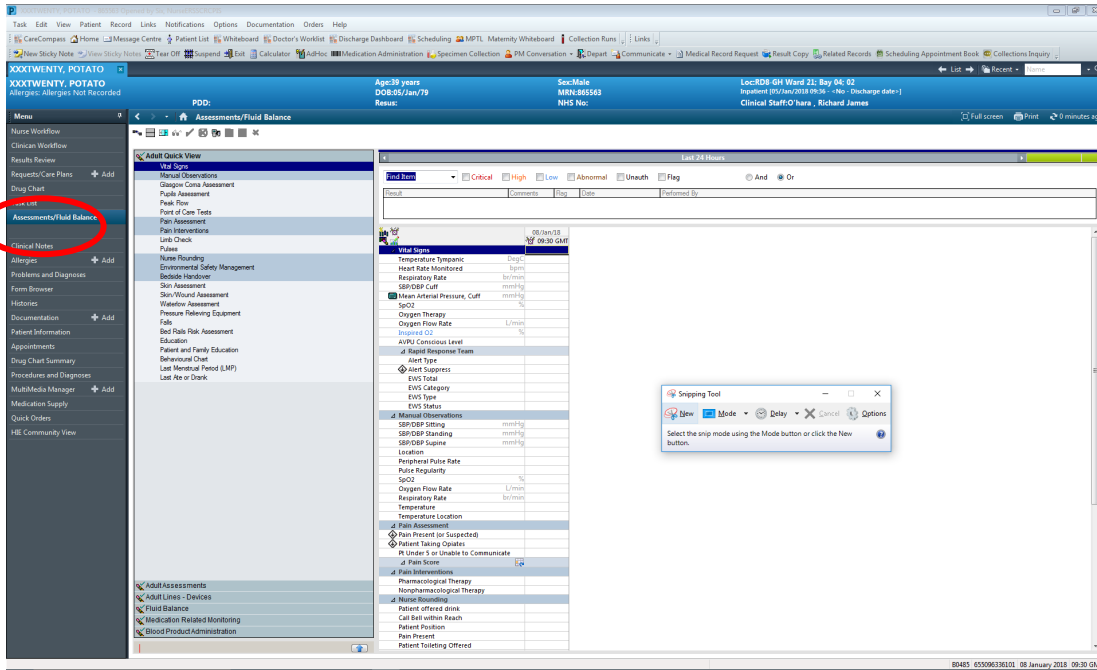 Task Edit View Patient Record Links Notifications Options Documentation Orders Help
CareCompass Home Message Centre Patient List Whiteboard Doctor's Worklist Discharge Dashboard Scheduling MPTL Maternity Whiteboard Collection Runs Links
New Sticky Note View Sticky Notes Tear Off Suspend Exit Calculator AdHoc Medication Administration Specimen Collection PM Conversation Depart Communicate Medical Record Request Result Copy Related Records Scheduling Appointment Book Collections Inquiry
XXXTWENTY, POTATO List Recent Name
XXXTWENTY, POTATO Age:39 years Sex:Male Loc:RD8-GH Ward 21; Bay 04; 02
Allergies: Allergies Not Recorded DOB:05/Jan/79 MRN:865563 Inpatient [05/Jan/2018 09:36 - <No - Discharge date>]
PDD: Resus: NHS No: Clinical Staff:O'hara , Richard James
Menu Assessments/Fluid Balance Full screen Print 0 minutes ag
Nurse Workflow
Clinican Workflow
Results Review
Requests/Care Plans Add
Drug Chart
List
Assessments/Fluid Balance
Clinical Notes
Allergies Add
Problems and Diagnoses
Form Browser
Histories
Documentation Add
Patient Information
Appointments
Drug Chart Summary
Procedures and Diagnoses
MultiMedia Manager Add
Medication Supply
Quick Orders
HIE Community View
Adult Quick View
Vital Signs
Manual Observations
Glasgow Coma Assessment
Pupils Assessment
Peak Flow
Point of Care Tests
Pain Assessment
Pain Interventions
Limb Check
Pulses
Nurse Rounding
Environmental Safety Management
Bedside Handover
Skin Assessment
Skin/Wound Assessment
Waterlow Assessment
Pressure Relieving Equipment
Falls
Bed Rails Risk Assessment
Education
Patient and Family Education
Behavioural Chart
Last Menstrual Period (LMP)
Last Ate or Drank
Adult Assessments
Adult Lines - Devices
Fluid Balance
Medication Related Monitoring
Blood Product Administration
Last 24 Hours
Find Item Critical High Low Abnormal Unauth Flag And Or
Result Comments Flag Date Performed By
08/Jan/18
09:30 GMT
Vital Signs
Temperature Tympanic DegC
Heart Rate Monitored bpm
Respiratory Rate br/min
SBP/DBP Cuff mmHg
Mean Arterial Pressure, Cuff mmHg
SpO2 %
Oxygen Therapy
Oxygen Flow Rate L/min
Inspired O2 %
AVPU Conscious Level
Rapid Response Team
Alert Type
Alert Suppress
EWS Total
EWS Category
EWS Type
EWS Status
Manual Observations
SBP/DBP Sitting mmHg
SBP/DBP Standing mmHg
SBP/DBP Supine mmHg
Location
Peripheral Pulse Rate
Pulse Regularity
SpO2 %
Oxygen Flow Rate L/min
Respiratory Rate br/min
Temperature
Temperature Location
Pain Assessment
Pain Present (or Suspected)
Patient Taking Opiates
Pt Under 5 or Unable to Communicate
Pain Score
Pain Interventions
Pharmacological Therapy
Nonpharmacological Therapy
Nurse Rounding
Patient offered drink
Call Bell within Reach
Patient Position
Pain Present
Patient Toileting Offered
Snipping Tool
New Mode Delay Cancel Options
Select the snip mode using the Mode button or click the New
button.
B0485 655096336101 08 January 2018 09:30 GM